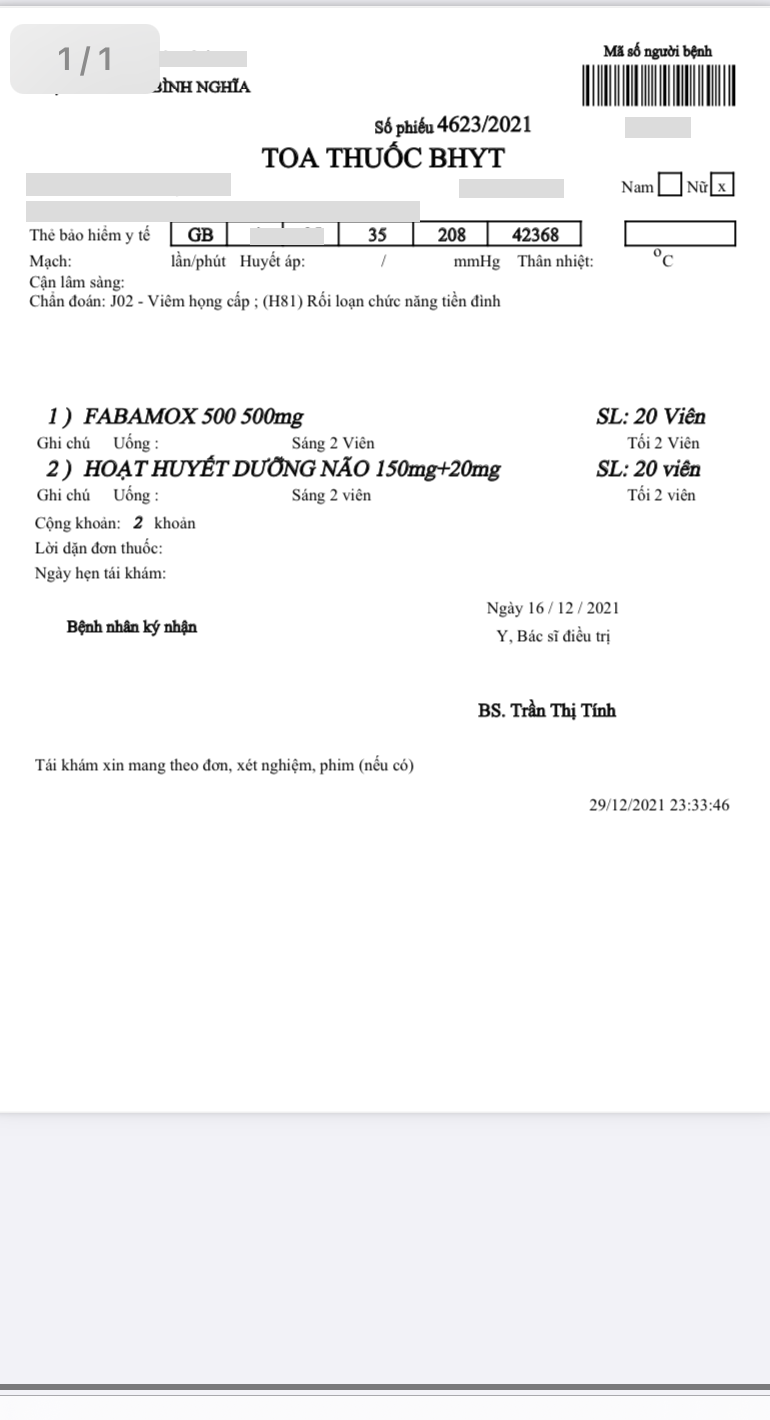 1/1
Mã số người bệnh
BÌNH NGHĨA
Số phiếu 4623/2021
TOA THUỐC BHYT
Nam Nữ x
Thẻ bảo hiểm y tế GB 35 208 42368
Mạch: lần/phút Huyết áp: / mmHg Thân nhiệt: °C
Cận lâm sàng:
Chẩn đoán: J02 - Viêm họng cấp ; (H81) Rối loạn chức năng tiền đình
1 ) FABAMOX 500 500mg SL: 20 Viên
Ghi chú Uống : Sáng 2 Viên Tối 2 Viên
2 ) HOẠT HUYẾT DƯỠNG NÃO 150mg+20mg SL: 20 viên
Ghi chú Uống : Sáng 2 viên Tối 2 viên
Cộng khoản: 2 khoản
Lời dặn đơn thuốc:
Ngày hẹn tái khám:
Ngày 16 / 12 / 2021
Bệnh nhân ký nhận
Y, Bác sĩ điều trị
BS. Trần Thị Tính
Tái khám xin mang theo đơn, xét nghiệm, phim (nếu có)
29/12/2021 23:33:46